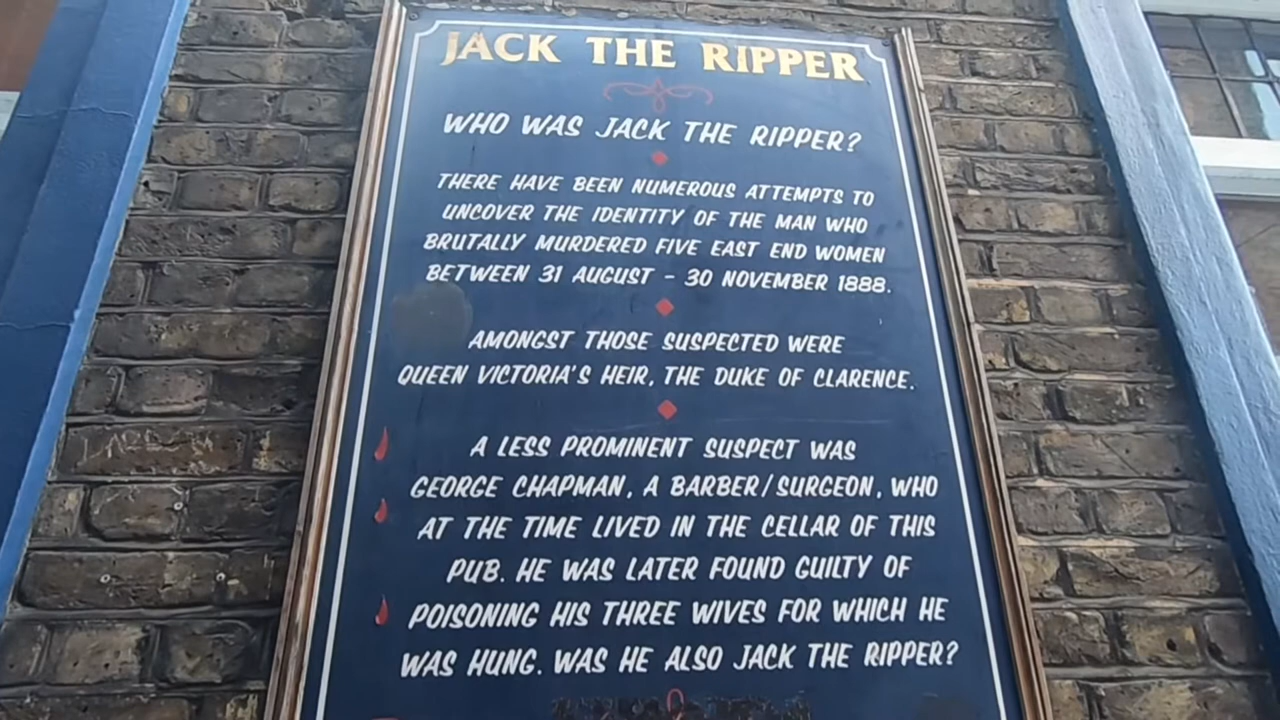 JACK THE RIPPER
WHO WAS JACK THE RIPPER?
THERE HAVE BEEN NUMEROUS ATTEMPTS TO
UNCOVER THE IDENTITY OF THE MAN WHO
BRUTALLY MURDERED FIVE EAST END WOMEN
BETWEEN 31 AUGUST - 30 NOVEMBER 1888.
AMONGST THOSE SUSPECTED WERE
QUEEN VICTORIA'S HEIR, THE DUKE OF CLARENCE.
A LESS PROMINENT SUSPECT WAS
GEORGE CHAPMAN, A BARBER/SURGEON, WHO
AT THE TIME LIVED IN THE CELLAR OF THIS
PUB. HE WAS LATER FOUND GUILTY OF
POISONING HIS THREE WIVES FOR WHICH HE
WAS HUNG. WAS HE ALSO JACK THE RIPPER?